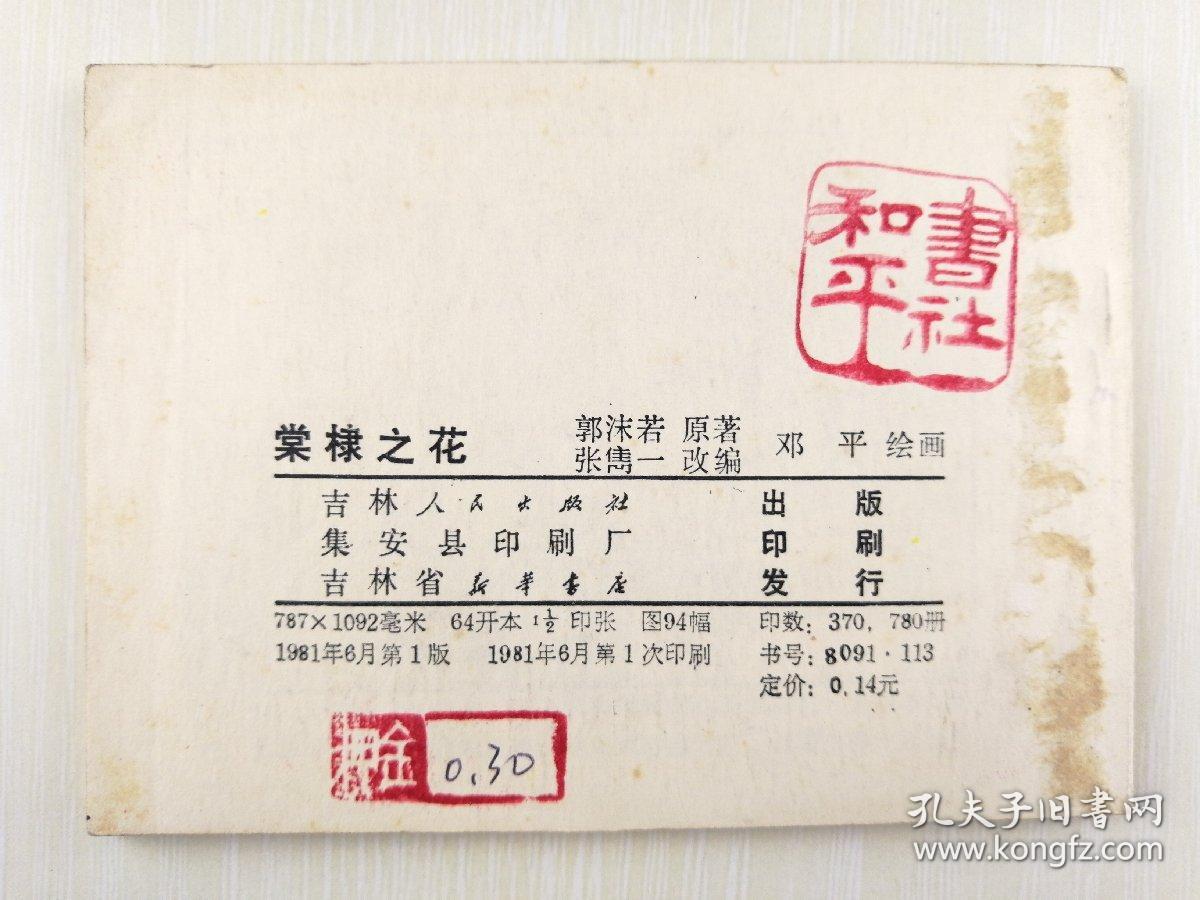 和平書社
棠棣之花
郭沫若 原著
张雋一 改编
邓 平 绘画
吉林人民出版社 出版
集安县印刷厂 印刷
吉林省新华书店 发行
787×1092毫米 64开本 1½ 印张 图94幅 印数: 370,780册
1981年6月第1版 1981年6月第1次印刷 书号: 8091·113
定价: 0.14元
押金 0.30
孔夫子旧书网
www.kongfz.com